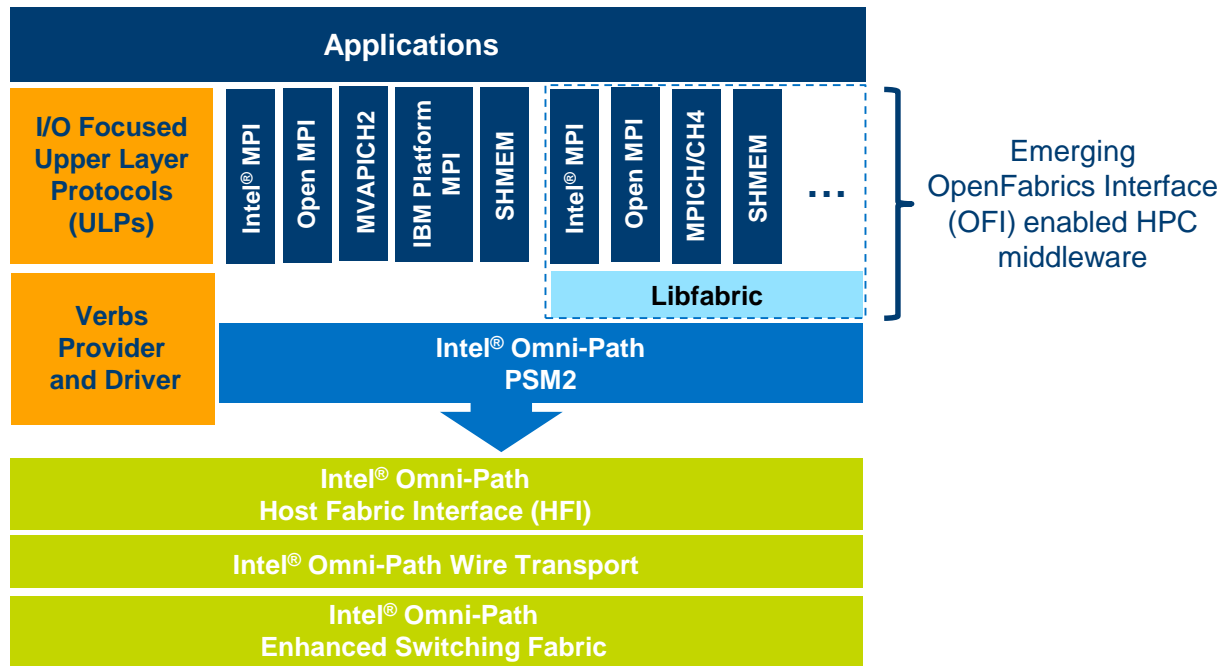 Applications
I/O Focused
Upper Layer
Protocols
(ULPs)
Intel® MPI
Open MPI
MVAPICH2
IBM Platform
MPI
SHMEM
Intel® MPI
Open MPI
MPICH/CH4
SHMEM
...
Emerging
OpenFabrics Interface
(OFI) enabled HPC
middleware
Libfabric
Verbs
Provider
and Driver
Intel® Omni-Path
PSM2
Intel® Omni-Path
Host Fabric Interface (HFI)
Intel® Omni-Path Wire Transport
Intel® Omni-Path
Enhanced Switching Fabric